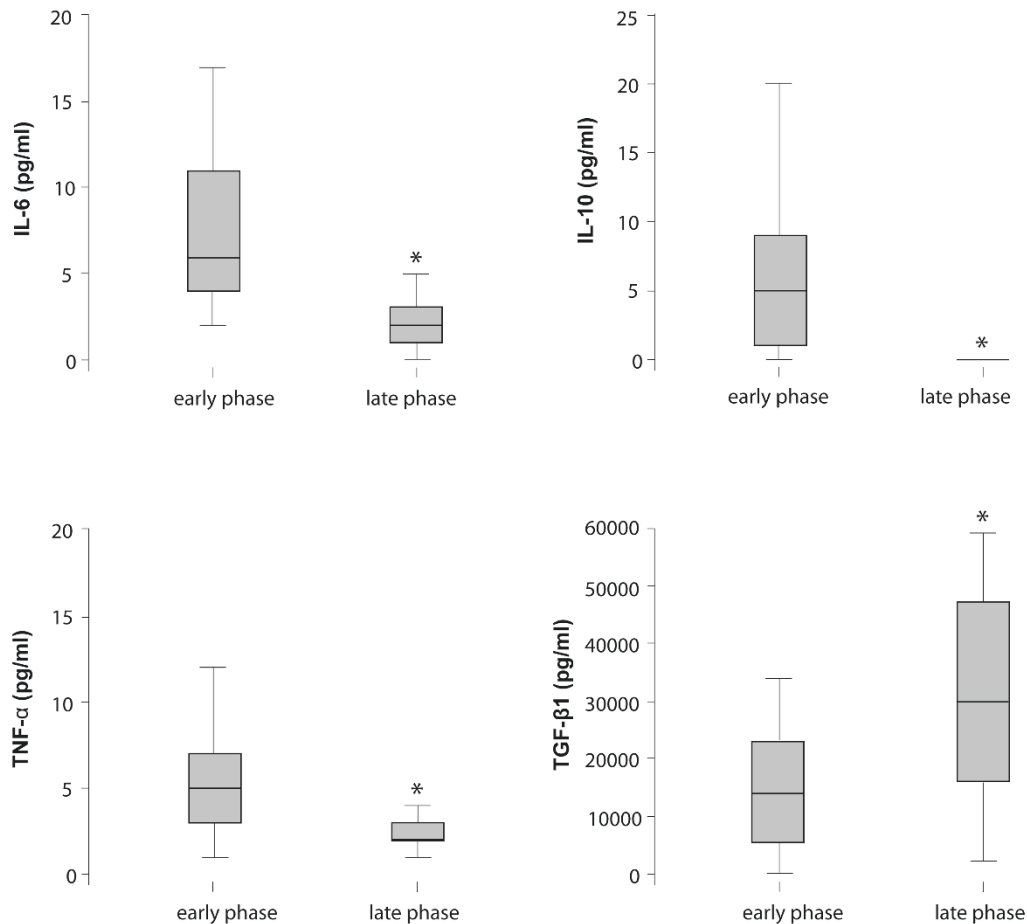 IL-6 (pg/ml)
20
15
10
5
0
*
early phase
late phase
IL-10 (pg/ml)
25
20
15
10
5
0
*
early phase
late phase
TNF-α (pg/ml)
20
15
10
5
0
*
early phase
late phase
TGF-β1 (pg/ml)
60000
50000
40000
30000
20000
10000
0
*
early phase
late phase